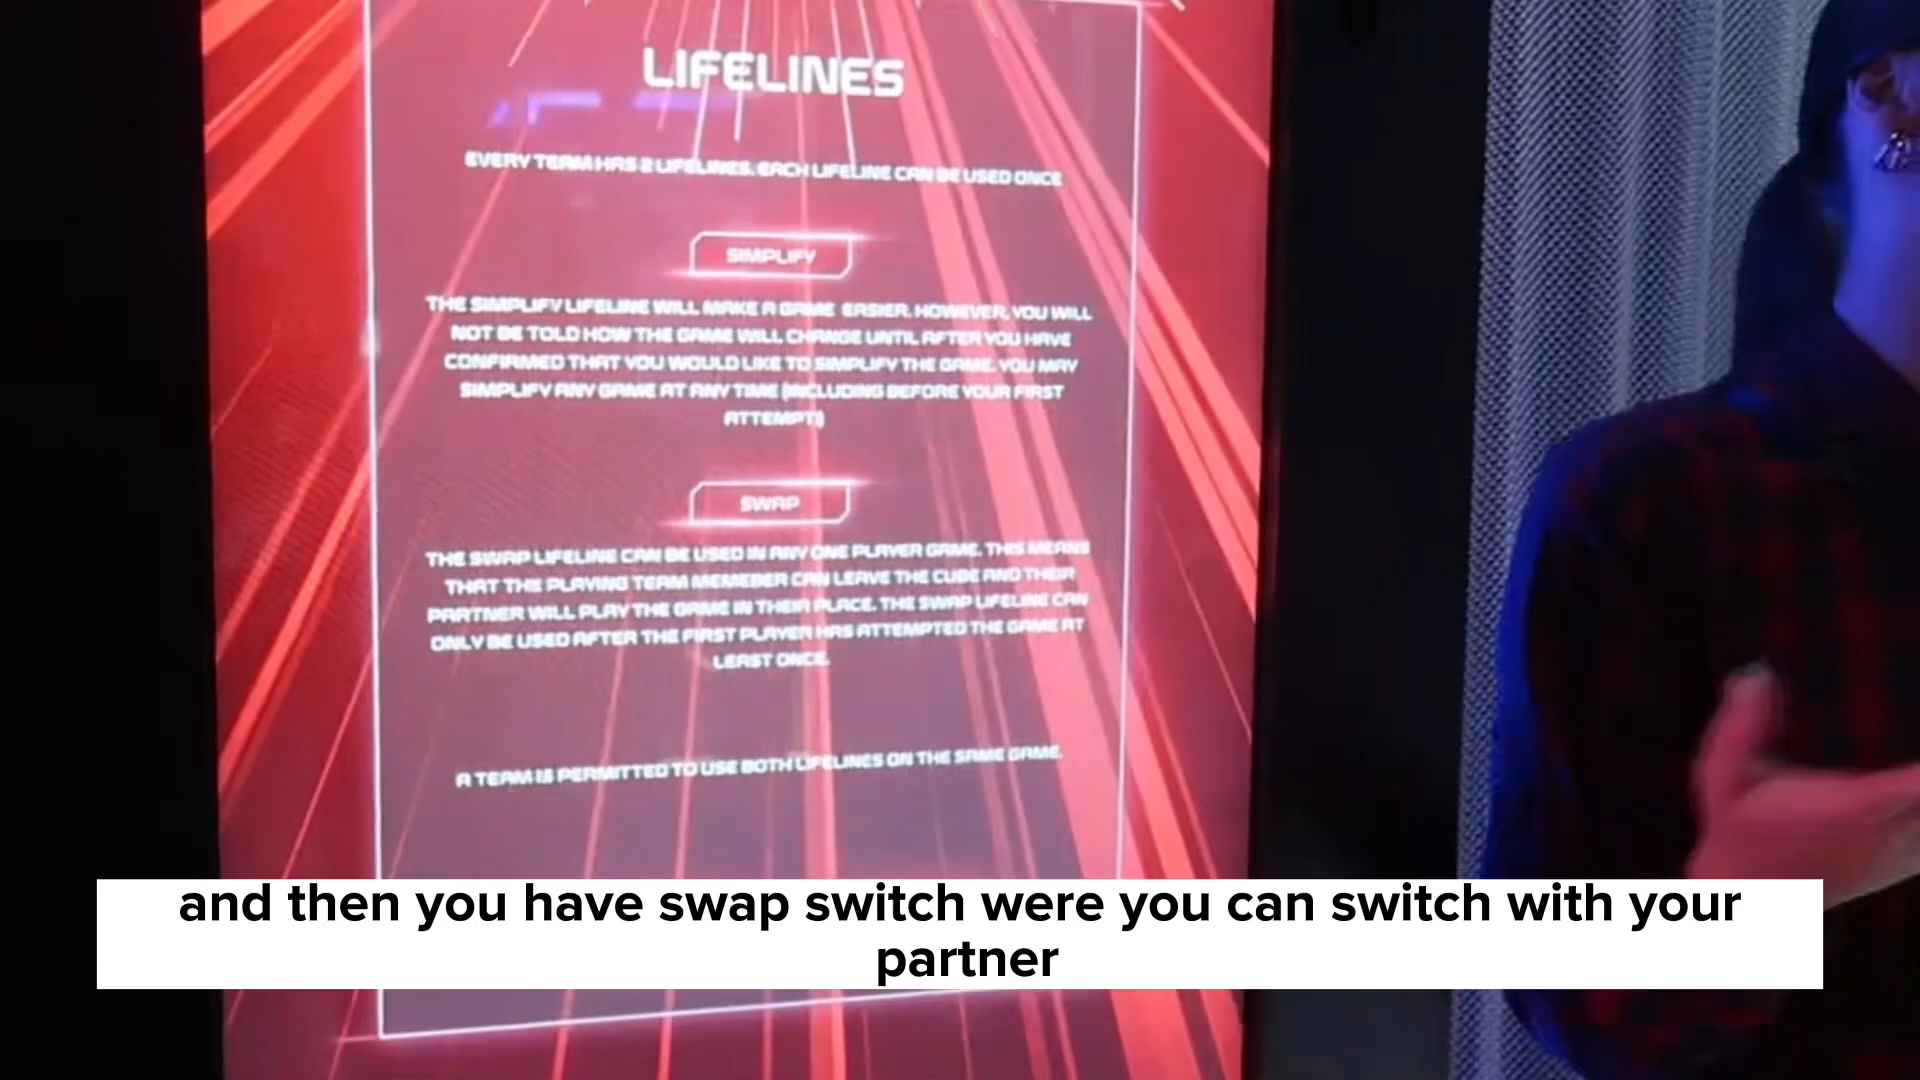 LIFELINES
EVERY TEAM HAS 2 LIFELINES. EACH LIFELINE CAN BE USED ONCE
SIMPLIFY
THE SIMPLIFY LIFELINE WILL MAKE A GAME EASIER. HOWEVER, YOU WILL
NOT BE TOLD HOW THE GAME WILL CHANGE UNTIL AFTER YOU HAVE
CONFIRMED THAT YOU WOULD LIKE TO SIMPLIFY THE GAME. YOU MAY
SIMPLIFY ANY GAME AT ANY TIME (INCLUDING BEFORE YOUR FIRST
ATTEMPT!)
SWAP
THE SWAP LIFELINE CAN BE USED IN ANY ONE PLAYER GAME. THIS MEANS
THAT THE PLAYING TEAM MEMEBER CAN LEAVE THE CUBE AND THEIR
PARTNER WILL PLAY THE GAME IN THEIR PLACE. THE SWAP LIFELINE CAN
ONLY BE USED AFTER THE FIRST PLAYER HAS ATTEMPTED THE GAME AT
LEAST ONCE.
A TEAM IS PERMITTED TO USE BOTH LIFELINES ON THE SAME GAME.
and then you have swap switch were you can switch with your
partner